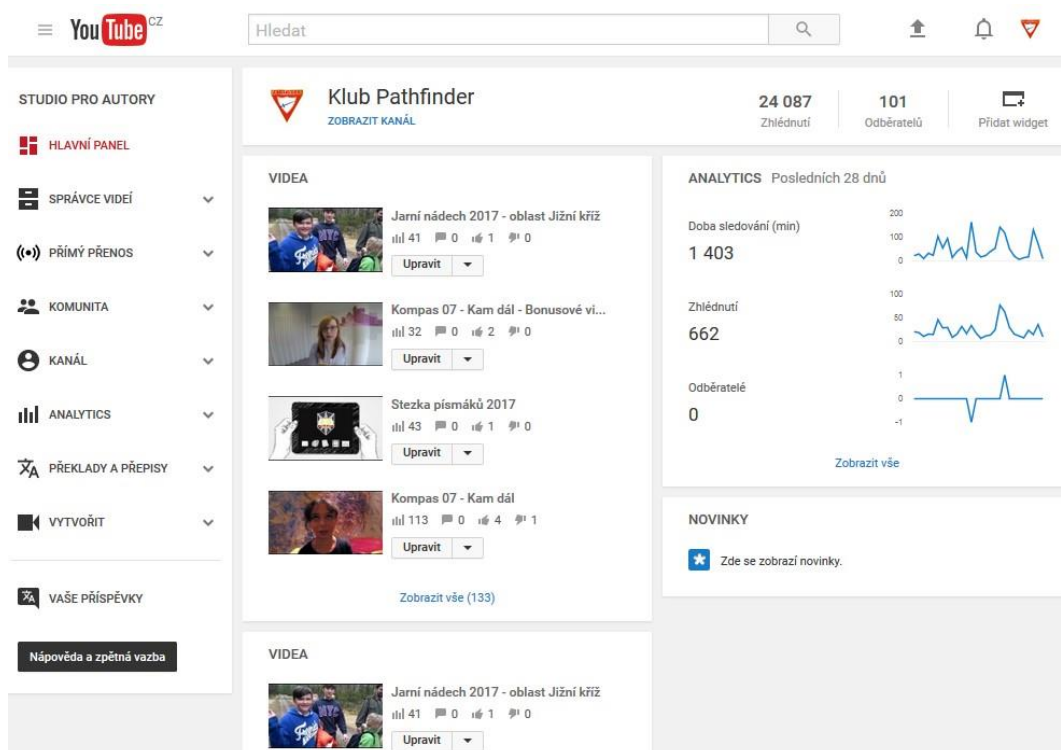 YouTube CZ
Hledat
STUDIO PRO AUTORY
HLAVNÍ PANEL
SPRÁVCE VIDEÍ
PŘÍMÝ PŘENOS
KOMUNITA
KANÁL
ANALYTICS
PŘEKLADY A PŘEPISY
VYTVOŘIT
VAŠE PŘÍSPĚVKY
Nápověda a zpětná vazba
Klub Pathfinder
ZOBRAZIT KANÁL
24 087
Zhlédnutí
101
Odběratelů
Přidat widget
VIDEA
Jarní nádech 2017 - oblast Jižní kříž
41 0 1 0
Upravit
Kompas 07 - Kam dál - Bonusové vi...
32 0 2 0
Upravit
Stezka písmáků 2017
43 0 1 0
Upravit
Kompas 07 - Kam dál
113 0 4 1
Upravit
Zobrazit vše (133)
VIDEA
Jarní nádech 2017 - oblast Jižní kříž
41 0 1 0
Upravit
ANALYTICS Posledních 28 dnů
Doba sledování (min)
1 403
200
100
0
Zhlédnutí
662
100
50
0
Odběratelé
0
1
0
-1
Zobrazit vše
NOVINKY
Zde se zobrazí novinky.